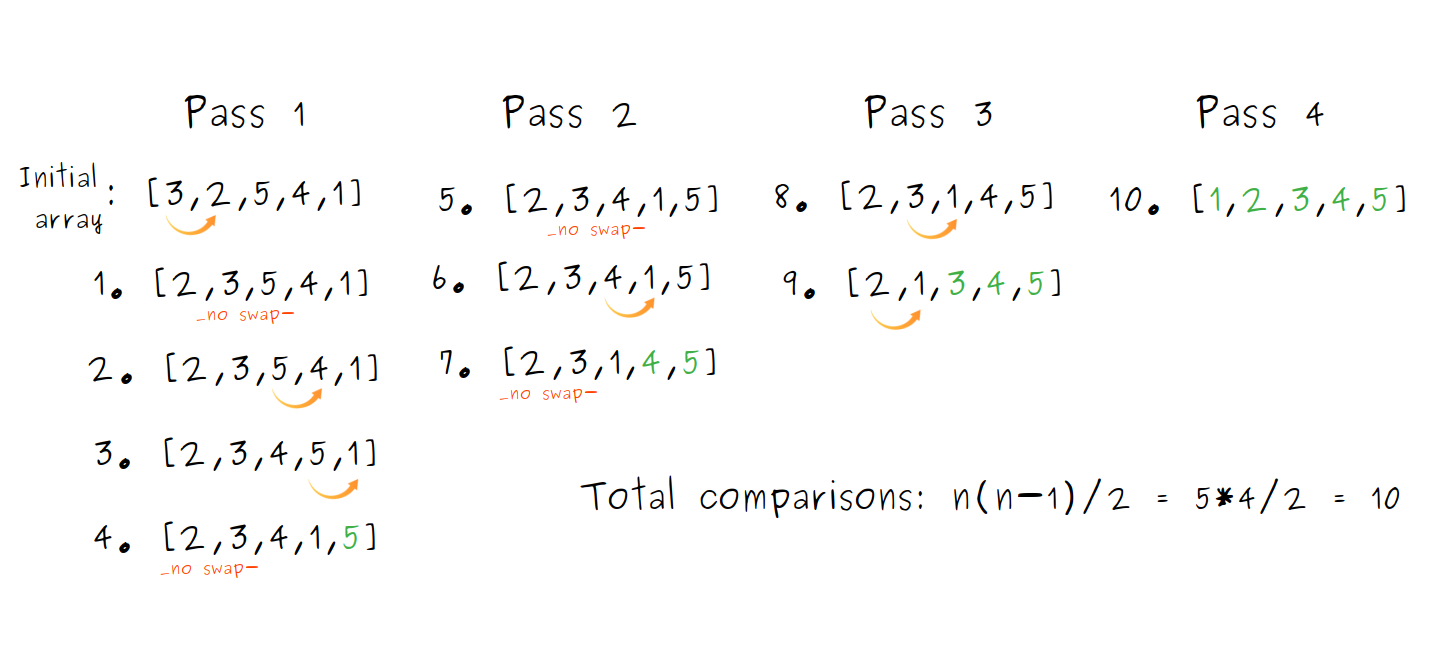 Pass 1
Initial array: [3,2,5,4,1]
1. [2,3,5,4,1]
_no swap-
2. [2,3,5,4,1]
3. [2,3,4,5,1]
4. [2,3,4,1,5]
_no swap-
Pass 2
5. [2,3,4,1,5]
_no swap-
6. [2,3,4,1,5]
7. [2,3,1,4,5]
_no swap-
Pass 3
8. [2,3,1,4,5]
9. [2,1,3,4,5]
Pass 4
10. [1,2,3,4,5]
Total comparisons: n(n-1)/2 = 5*4/2 = 10